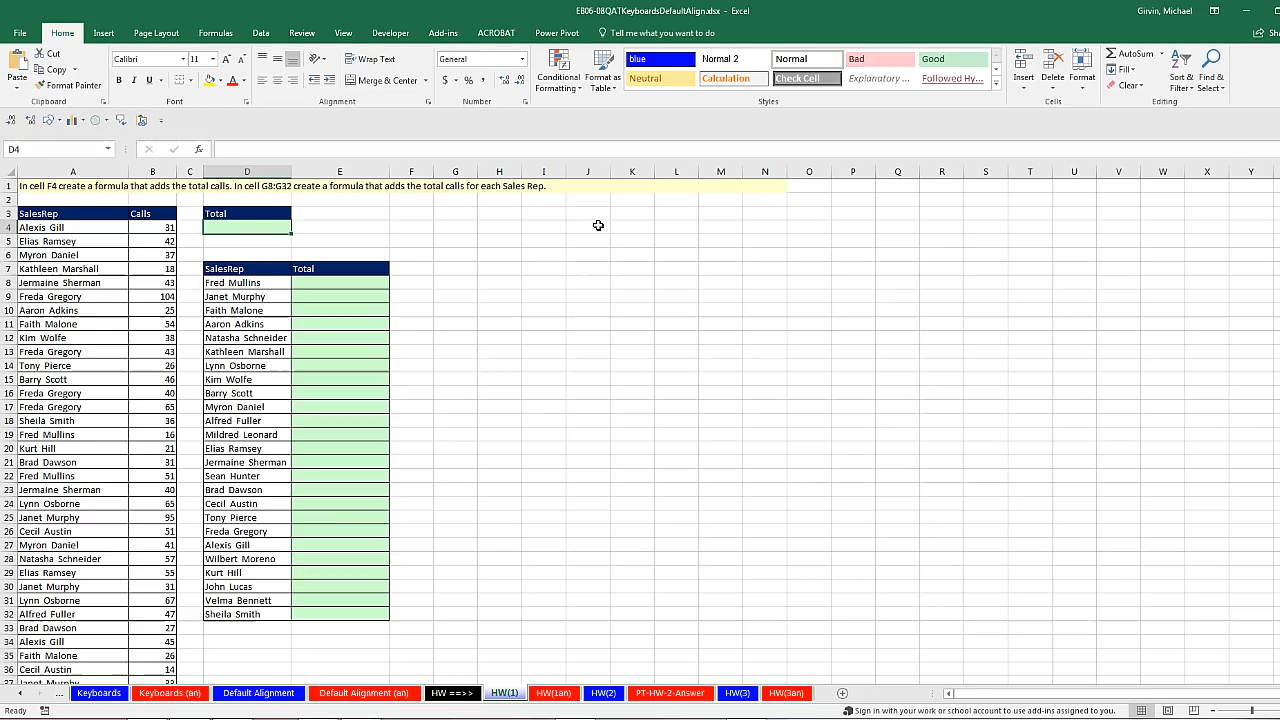 EB06-08QATKeyboardsDefaultAlign.xlsx - Excel
Girvin, Michael
File Home Insert Page Layout Formulas Data Review View Developer Add-ins ACROBAT Power Pivot Tell me what you want to do
Paste Cut Copy Format Painter
Clipboard
Calibri 11
B I U
Font
Wrap Text
Merge & Center
Alignment
General
$ % ,
Number
Conditional Formatting
Format as Table
blue Normal 2 Normal Bad Good
Neutral Calculation Check Cell Explanatory ... Followed Hy...
Styles
Insert Delete Format
Cells
AutoSum
Fill
Clear
Sort & Filter
Find & Select
Editing
D4
fx
A B C D E F G H I J K L M N O P Q R S T U V W X Y
1 In cell F4 create a formula that adds the total calls. In cell G8:G32 create a formula that adds the total calls for each Sales Rep.
2
3 SalesRep Calls Total
4 Alexis Gill 31
5 Elias Ramsey 42
6 Myron Daniel 37
7 Kathleen Marshall 18 SalesRep Total
8 Jermaine Sherman 43 Fred Mullins
9 Freda Gregory 104 Janet Murphy
10 Aaron Adkins 25 Faith Malone
11 Faith Malone 54 Aaron Adkins
12 Kim Wolfe 38 Natasha Schneider
13 Freda Gregory 43 Kathleen Marshall
14 Tony Pierce 26 Lynn Osborne
15 Barry Scott 46 Kim Wolfe
16 Freda Gregory 40 Barry Scott
17 Freda Gregory 65 Myron Daniel
18 Sheila Smith 36 Alfred Fuller
19 Fred Mullins 16 Mildred Leonard
20 Kurt Hill 21 Elias Ramsey
21 Brad Dawson 31 Jermaine Sherman
22 Fred Mullins 51 Sean Hunter
23 Jermaine Sherman 40 Brad Dawson
24 Lynn Osborne 65 Cecil Austin
25 Janet Murphy 95 Tony Pierce
26 Cecil Austin 51 Freda Gregory
27 Myron Daniel 41 Alexis Gill
28 Natasha Schneider 57 Wilbert Moreno
29 Elias Ramsey 55 Kurt Hill
30 Janet Murphy 31 John Lucas
31 Lynn Osborne 67 Velma Bennett
32 Alfred Fuller 47 Sheila Smith
33 Brad Dawson 27
34 Alexis Gill 45
35 Faith Malone 26
36 Cecil Austin 14
... Keyboards Keyboards (an) Default Alignment Default Alignment (an) HW ==>> HW(1) HW(1an) HW(2) PT-HW-2-Answer HW(3) HW(3an)
Ready
Sign in with your work or school account to use add-ins assigned to you.